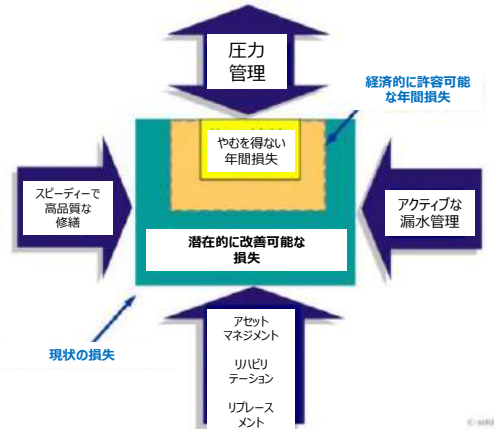 圧力
管理
経済的に許容可能
な年間損失
やむを得ない
年間損失
スピーディーで
高品質な
修繕
アクティブな
漏水管理
潜在的に改善可能な
損失
現状の損失
アセット
マネジメント
リハビリ
テーション
リプレース
メント